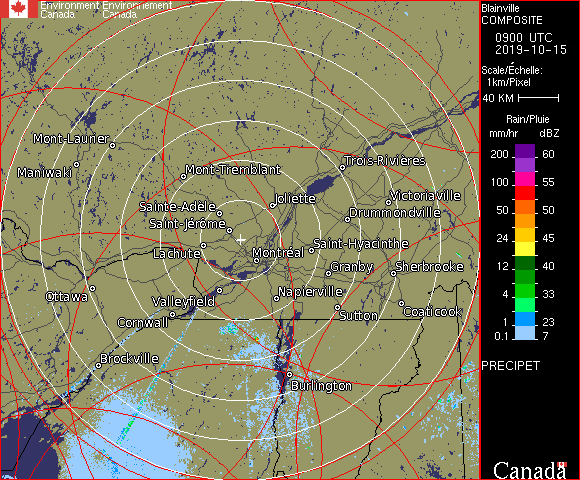 Environment Environnement
Canada Canada
Blainville
COMPOSITE
0900 UTC
2019-10-15
Scale/Échelle:
1km/Pixel
40 KM
Rain/Pluie
mm/hr dBZ
200 60
100 55
50 50
24 45
12 40
4 33
1 23
0.1 7
PRECIPET
Mont-Laurier
Maniwaki
Mont-Tremblant
Trois-Rivières
Sainte-Adèle
Joliette
Victoriaville
Saint-Jérôme
Drummondville
Lachute
Montréal
Saint-Hyacinthe
Granby
Sherbrooke
Ottawa
Valleyfield
Napierville
Cornwall
Sutton
Coaticook
Brockville
Burlington
Canada